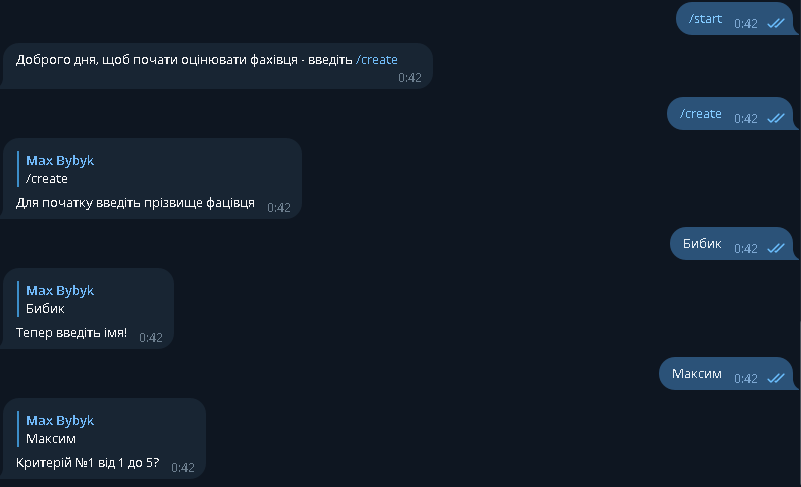 /start 0:42
Доброго дня, щоб почати оцінювати фахівця - введіть /create
0:42
/create 0:42
Max Bybyk
/create
Для початку введіть прізвище фацівця 0:42
Бибик 0:42
Max Bybyk
Бибик
Тепер введіть імя! 0:42
Максим 0:42
Max Bybyk
Максим
Критерій №1 від 1 до 5? 0:42